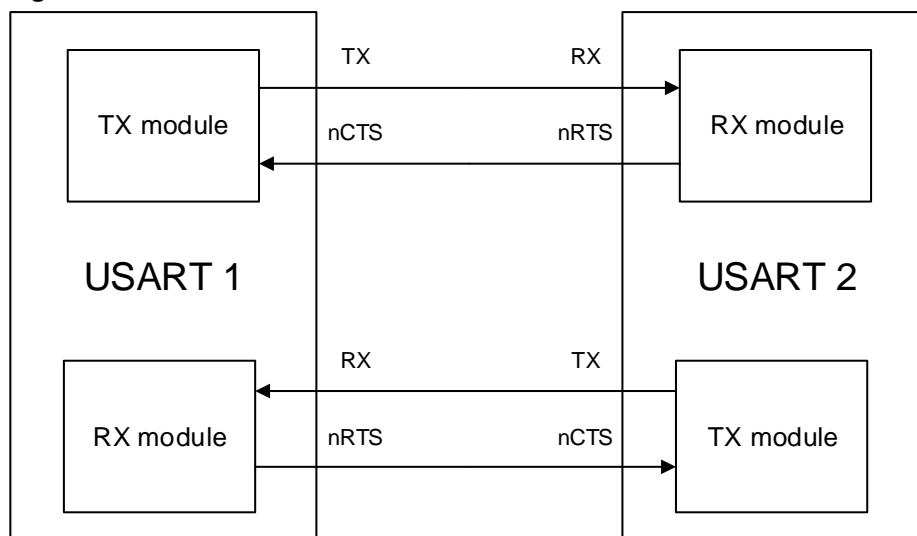 TX RX
TX module nCTS nRTS RX module
USART 1 USART 2
RX TX
RX module nRTS nCTS TX module